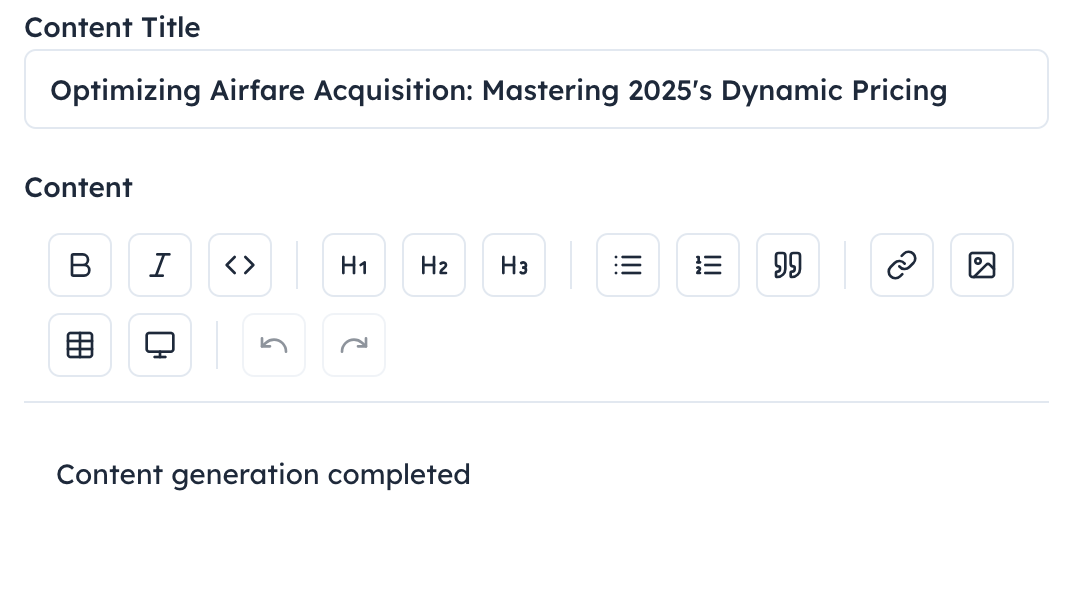 Content Title
Optimizing Airfare Acquisition: Mastering 2025's Dynamic Pricing
Content
B I <> H1 H2 H3
Content generation completed